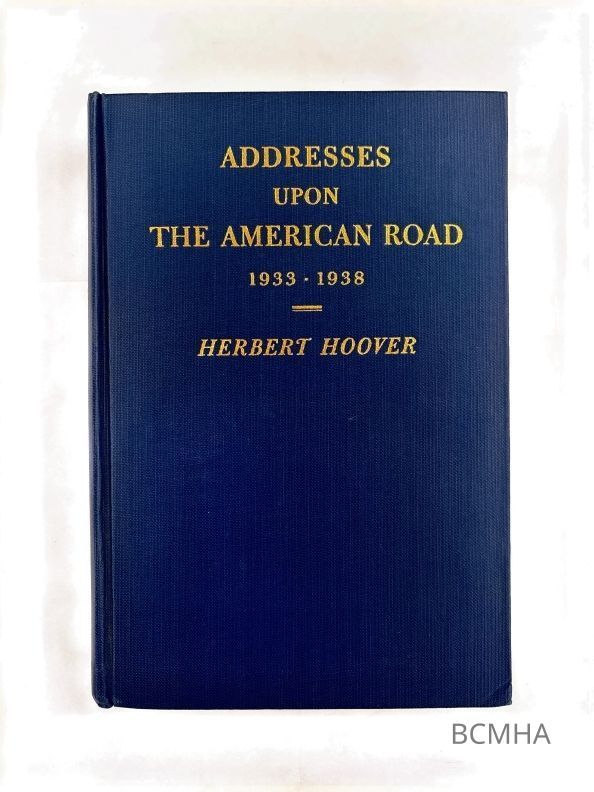 ADDRESSES
UPON
THE AMERICAN ROAD
1933 · 1938
HERBERT HOOVER
BCMHA